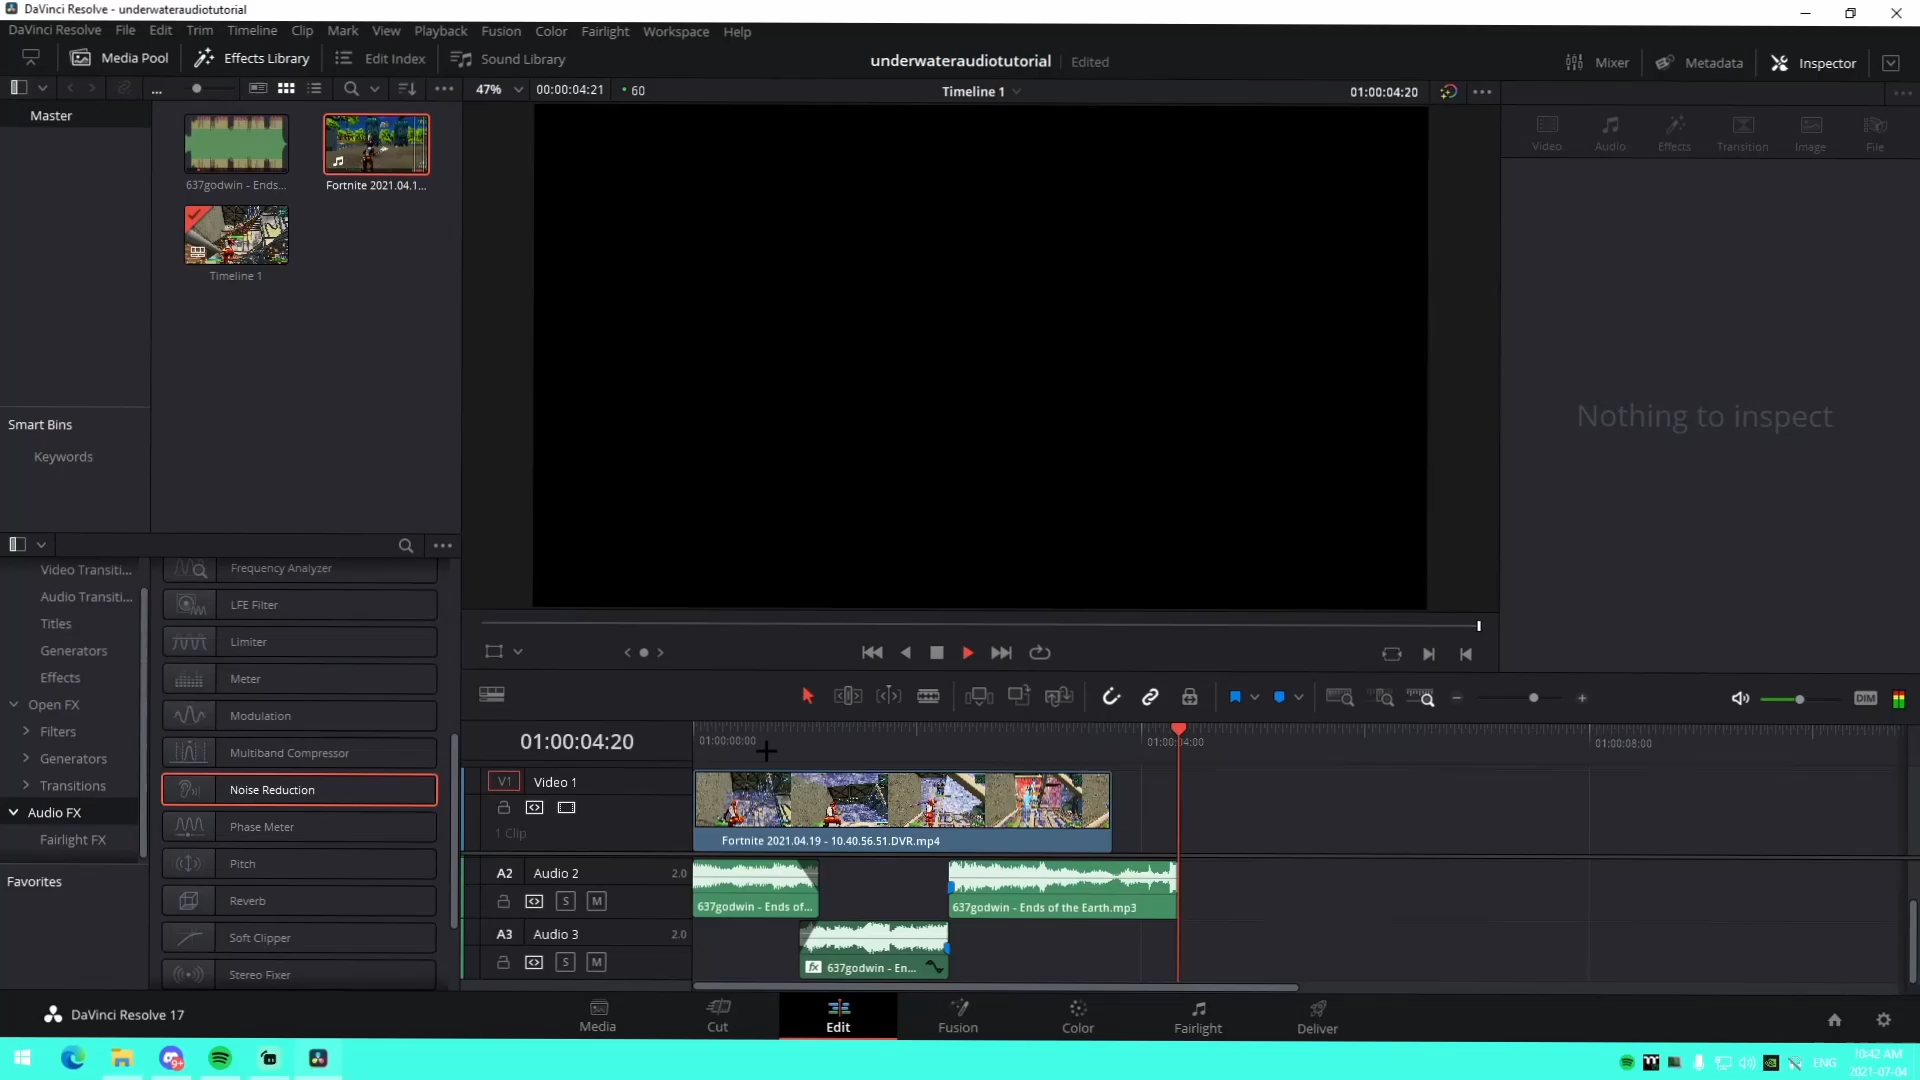 DaVinci Resolve - underwateraudiotutorial
DaVinci Resolve File Edit Trim Timeline Clip Mark View Playback Fusion Color Fairlight Workspace Help
Media Pool Effects Library Edit Index Sound Library underwateraudiotutorial Edited Mixer Metadata Inspector
... 47% 00:00:04:21 60 Timeline 1 01:00:04:20
Master
Video Audio Effects Transition Image File
637godwin - Ends... Fortnite 2021.04.1...
Timeline 1
Nothing to inspect
Smart Bins
Keywords
Video Transiti...
Audio Transiti...
Titles
Generators
Effects
Open FX
Filters
Generators
Transitions
Audio FX
Fairlight FX
Favorites
Frequency Analyzer
LFE Filter
Limiter
Meter
Modulation
Multiband Compressor
Noise Reduction
Phase Meter
Pitch
Reverb
Soft Clipper
Stereo Fixer
DIM
01:00:04:20 01:00:00:00 01:00:04:00 01:00:08:00
V1 Video 1
1 Clip
Fortnite 2021.04.19 - 10.40.56.51.DVR.mp4
A2 Audio 2 2.0
S M
637godwin - Ends of... 637godwin - Ends of the Earth.mp3
A3 Audio 3 2.0
S M
fx 637godwin - En...
DaVinci Resolve 17
Media Cut Edit Fusion Color Fairlight Deliver
9+
ENG
10:42 AM
2021-07-04